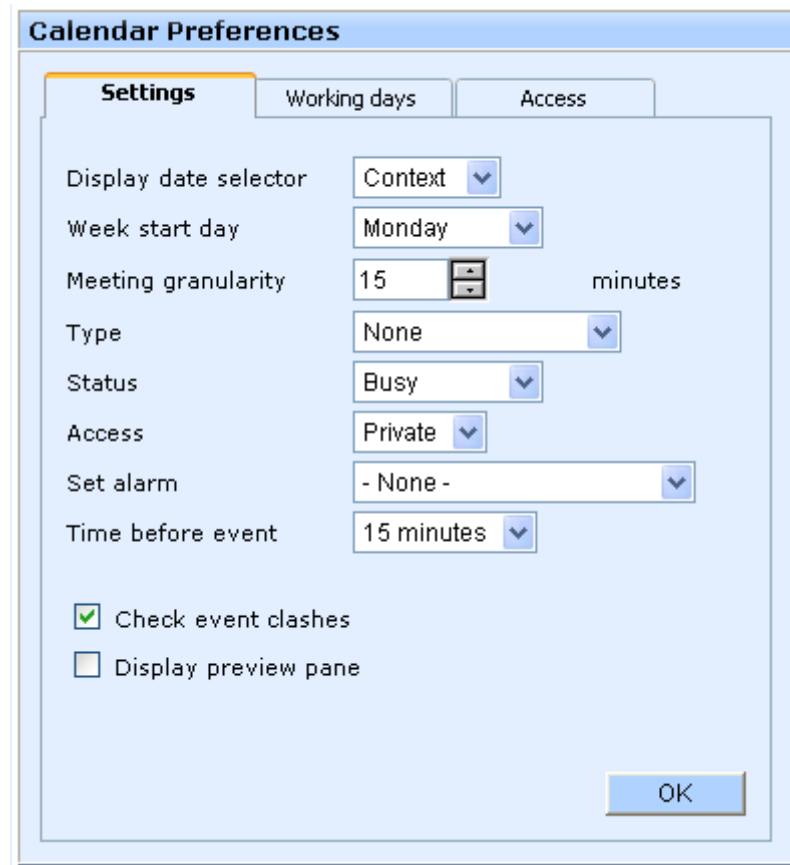 Calendar Preferences
Settings Working days Access
Display date selector Context
Week start day Monday
Meeting granularity 15 minutes
Type None
Status Busy
Access Private
Set alarm - None -
Time before event 15 minutes
Check event clashes
Display preview pane
OK